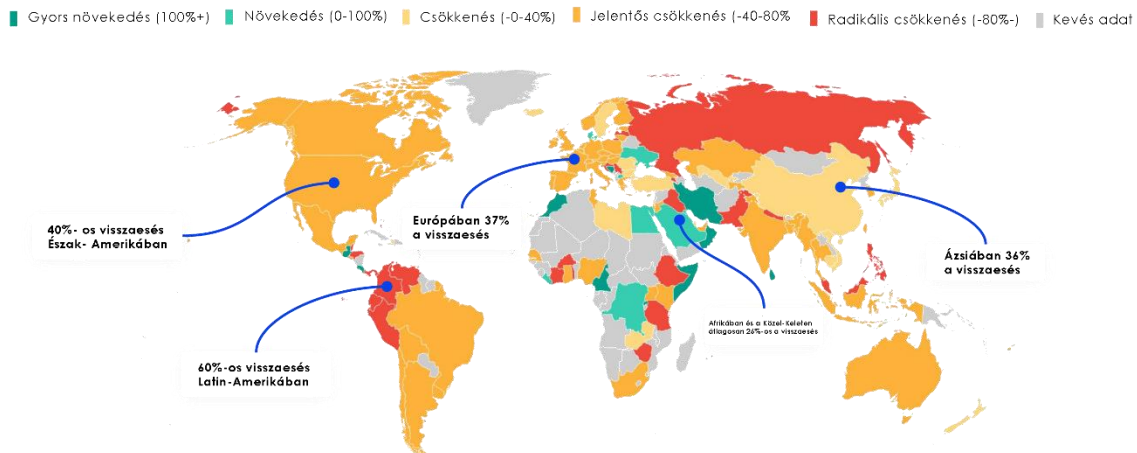 Gyors növekedés (100%+) Növekedés (0-100%) Csökkenés (-0-40%) Jelentős csökkenés (-40-80% Radikális csökkenés (-80%-) Kevés adat
40%- os visszaesés
Észak- Amerikában
Európában 37%
a visszaesés
Ázsiában 36%
a visszaesés
Afrikában és a Közel-Keleten
átlagosan 26%-os a visszaesés
60%-os visszaesés
Latin-Amerikában